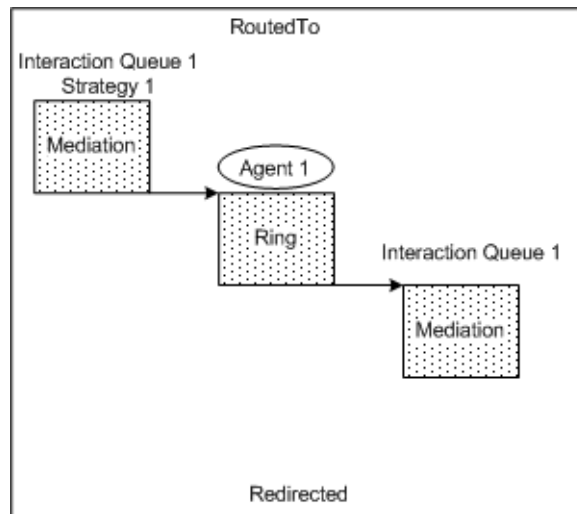 RoutedTo
Interaction Queue 1
Strategy 1
Mediation
Agent 1
Ring
Interaction Queue 1
Mediation
Redirected